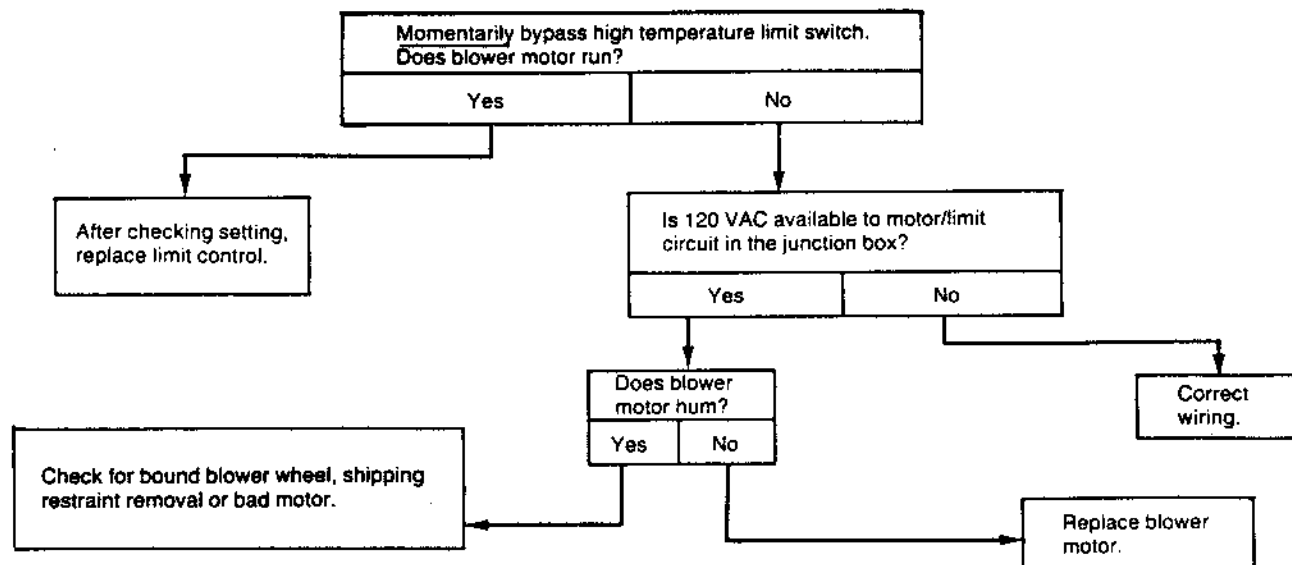 Momentarily bypass high temperature limit switch.
Does blower motor run?
Yes
No
After checking setting,
replace limit control.
Is 120 VAC available to motor/limit
circuit in the junction box?
Yes
No
Does blower
motor hum?
Yes
No
Correct
wiring.
Check for bound blower wheel, shipping
restraint removal or bad motor.
Replace blower
motor.